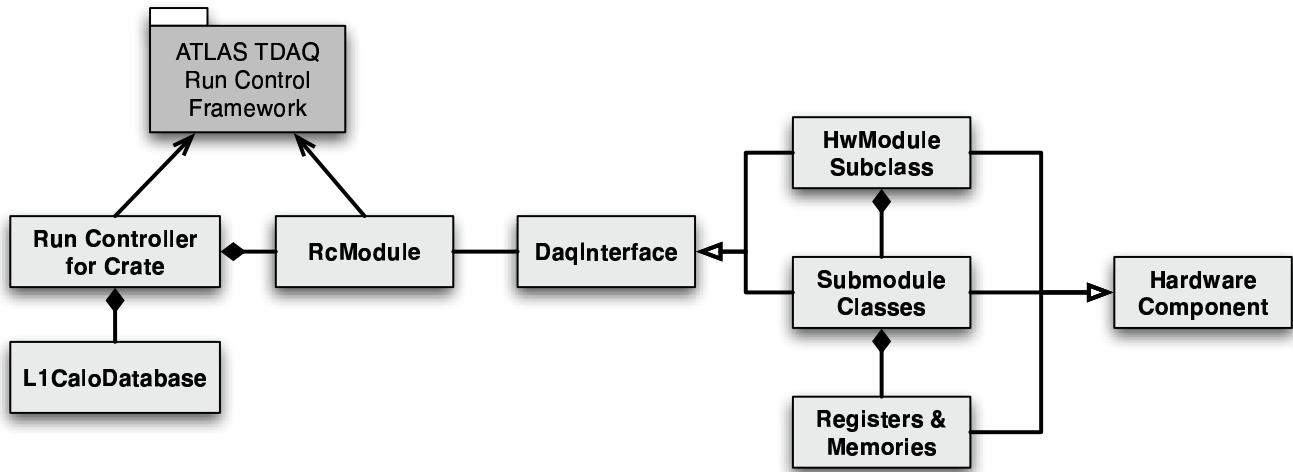 ATLAS TDAQ
Run Control
Framework
HwModule
Subclass
Run Controller
for Crate
RcModule
DaqInterface
Submodule
Classes
Hardware
Component
L1CaloDatabase
Registers &
Memories